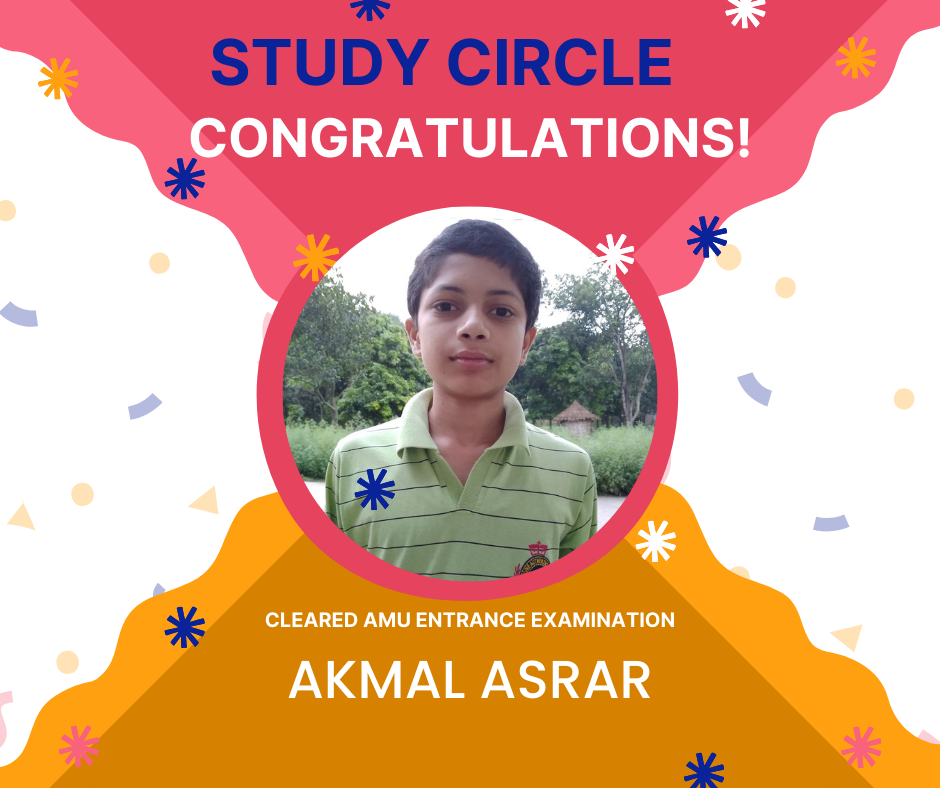 STUDY CIRCLE
CONGRATULATIONS!
CLEARED AMU ENTRANCE EXAMINATION
AKMAL ASRAR